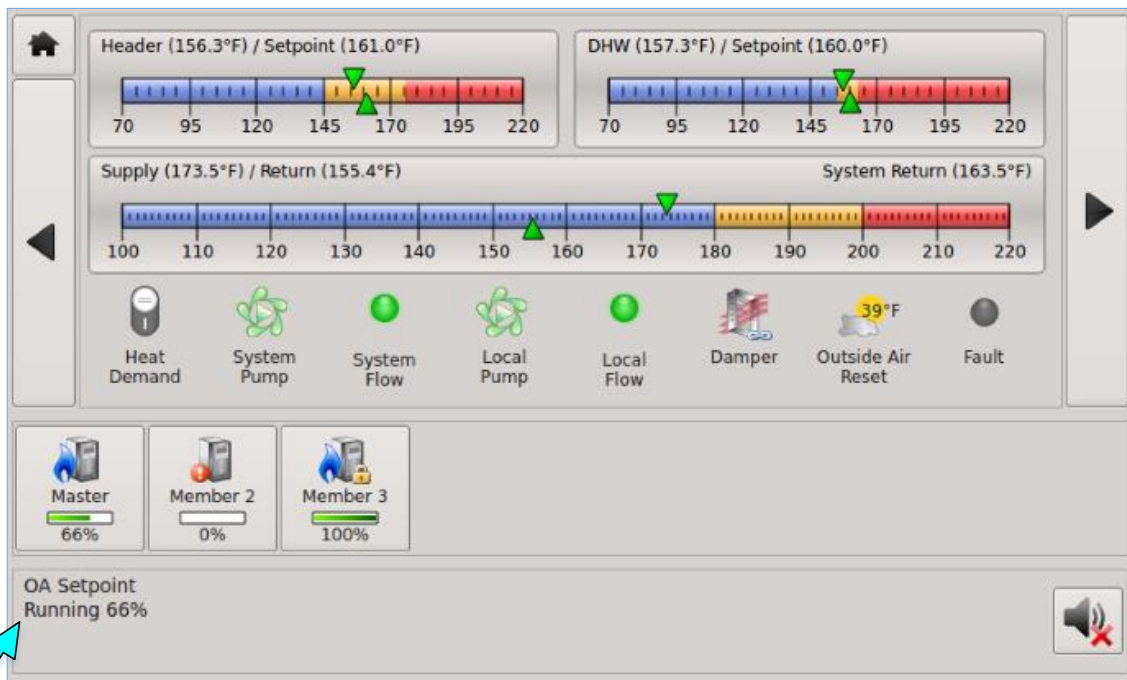 Header (156.3°F) / Setpoint (161.0°F)
70 95 120 145 170 195 220
DHW (157.3°F) / Setpoint (160.0°F)
70 95 120 145 170 195 220
Supply (173.5°F) / Return (155.4°F) System Return (163.5°F)
100 110 120 130 140 150 160 170 180 190 200 210 220
39°F
Heat
Demand
System
Pump
System
Flow
Local
Pump
Local
Flow
Damper
Outside Air
Reset
Fault
Master
66%
Member 2
0%
Member 3
100%
OA Setpoint
Running 66%